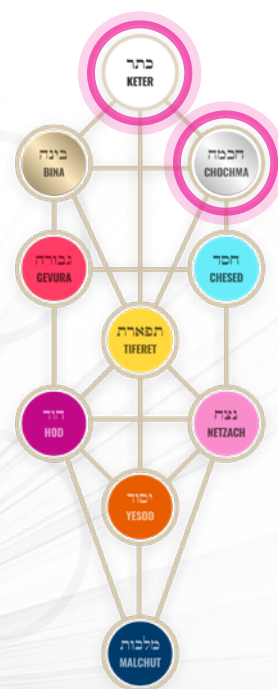 כתר
KETER
בינה
BINA
חכמה
CHOCHMA
גבורה
GEVURA
חסד
CHESED
תפארת
TIFERET
הוד
HOD
נצח
NETZACH
יסוד
YESOD
מלכות
MALCHUT